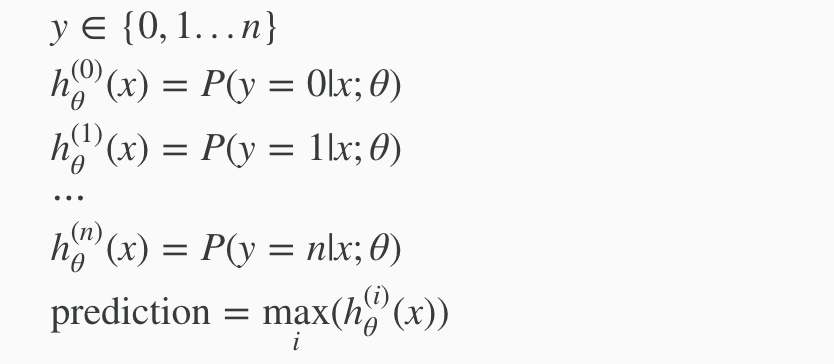 y ∈ {0, 1...n}
h_θ^(0)(x) = P(y = 0|x; θ)
h_θ^(1)(x) = P(y = 1|x; θ)
...
h_θ^(n)(x) = P(y = n|x; θ)
prediction = max_i(h_θ^(i)(x))